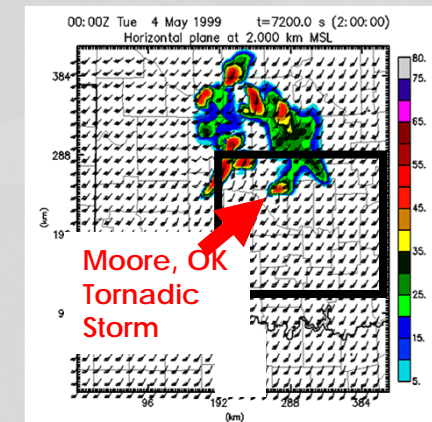 00:00Z Tue 4 May 1999 t=7200.0 s (2:00:00)
Horizontal plane at 2.000 km MSL
384
288
19
9
(km)
96 192 288 384
(km)
80.
75.
65.
55.
45.
35.
25.
15.
5.
Moore, OK
Tornadic
Storm